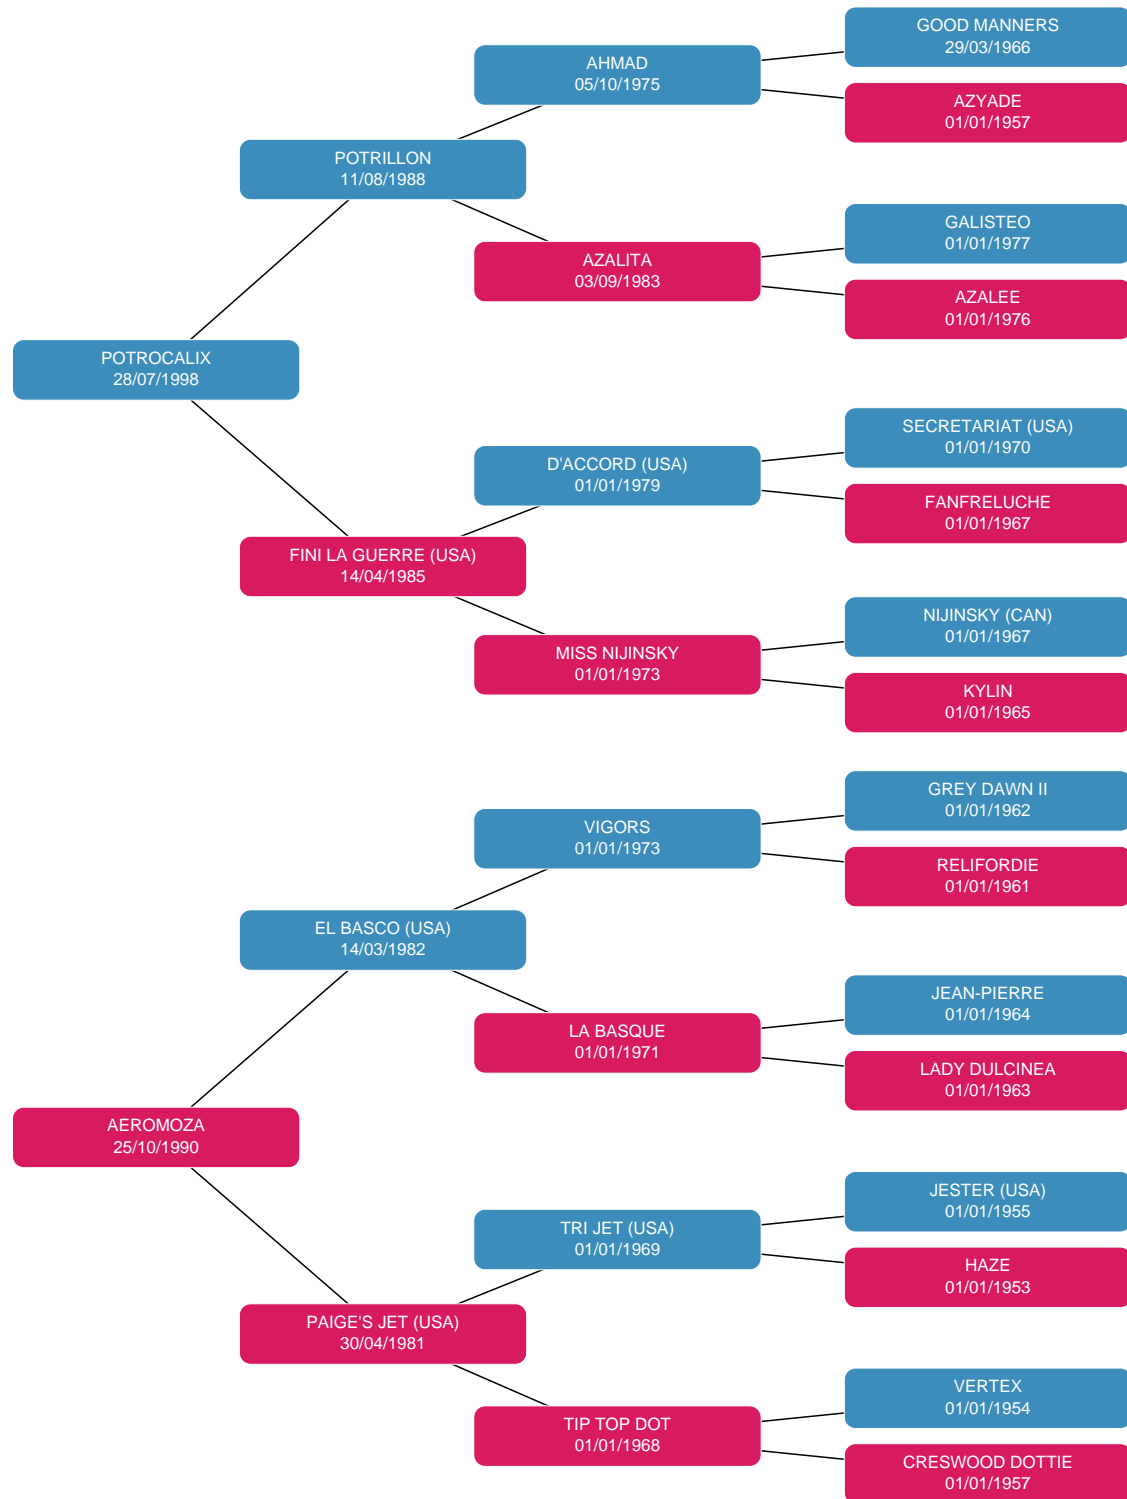 GOOD MANNERS
29/03/1966
AHMAD
05/10/1975
AZYADE
01/01/1957
POTRILLON
11/08/1988
GALISTEO
01/01/1977
AZALITA
03/09/1983
AZALEE
01/01/1976
POTROCALIX
28/07/1998
SECRETARIAT (USA)
01/01/1970
D'ACCORD (USA)
01/01/1979
FANFRELUCHE
01/01/1967
FINI LA GUERRE (USA)
14/04/1985
NIJINSKY (CAN)
01/01/1967
MISS NIJINSKY
01/01/1973
KYLIN
01/01/1965
GREY DAWN II
01/01/1962
VIGORS
01/01/1973
RELIFORDIE
01/01/1961
EL BASCO (USA)
14/03/1982
JEAN-PIERRE
01/01/1964
LA BASQUE
01/01/1971
LADY DULCINEA
01/01/1963
AEROMOZA
25/10/1990
JESTER (USA)
01/01/1955
TRI JET (USA)
01/01/1969
HAZE
01/01/1953
PAIGE'S JET (USA)
30/04/1981
VERTEX
01/01/1954
TIP TOP DOT
01/01/1968
CRESWOOD DOTTIE
01/01/1957